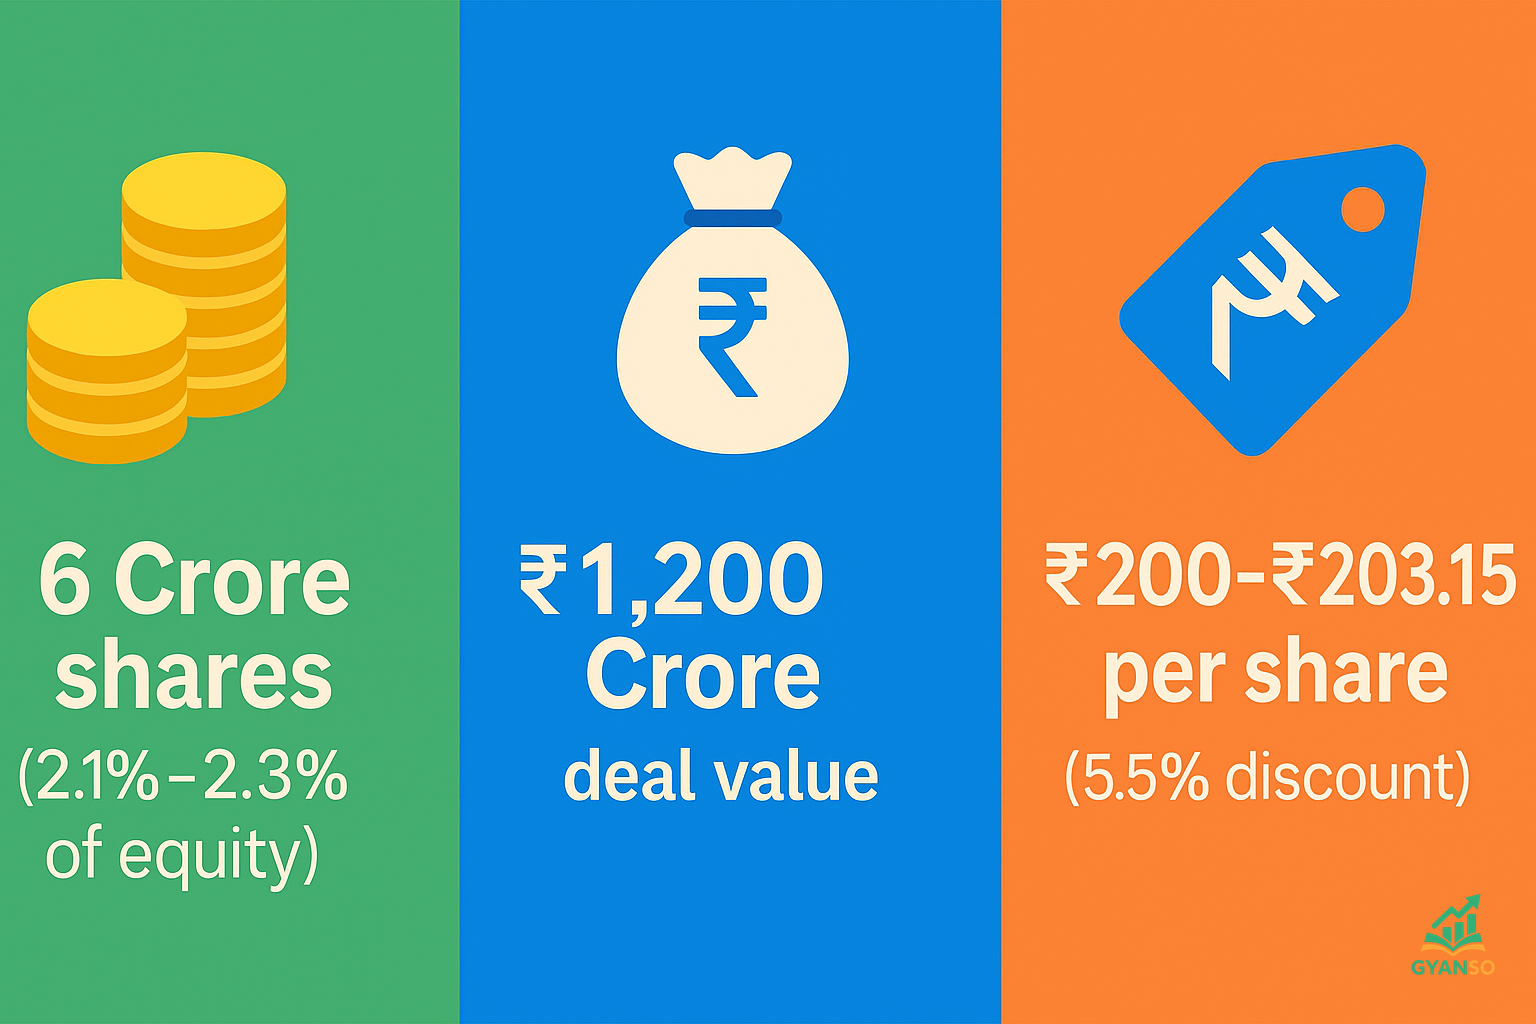 ₹
₹
6 Crore
shares
(2.1%–2.3%
of equity)
₹1,200
Crore
deal value
₹200–₹203.15
per share
(5.5% discount)
GYANSO